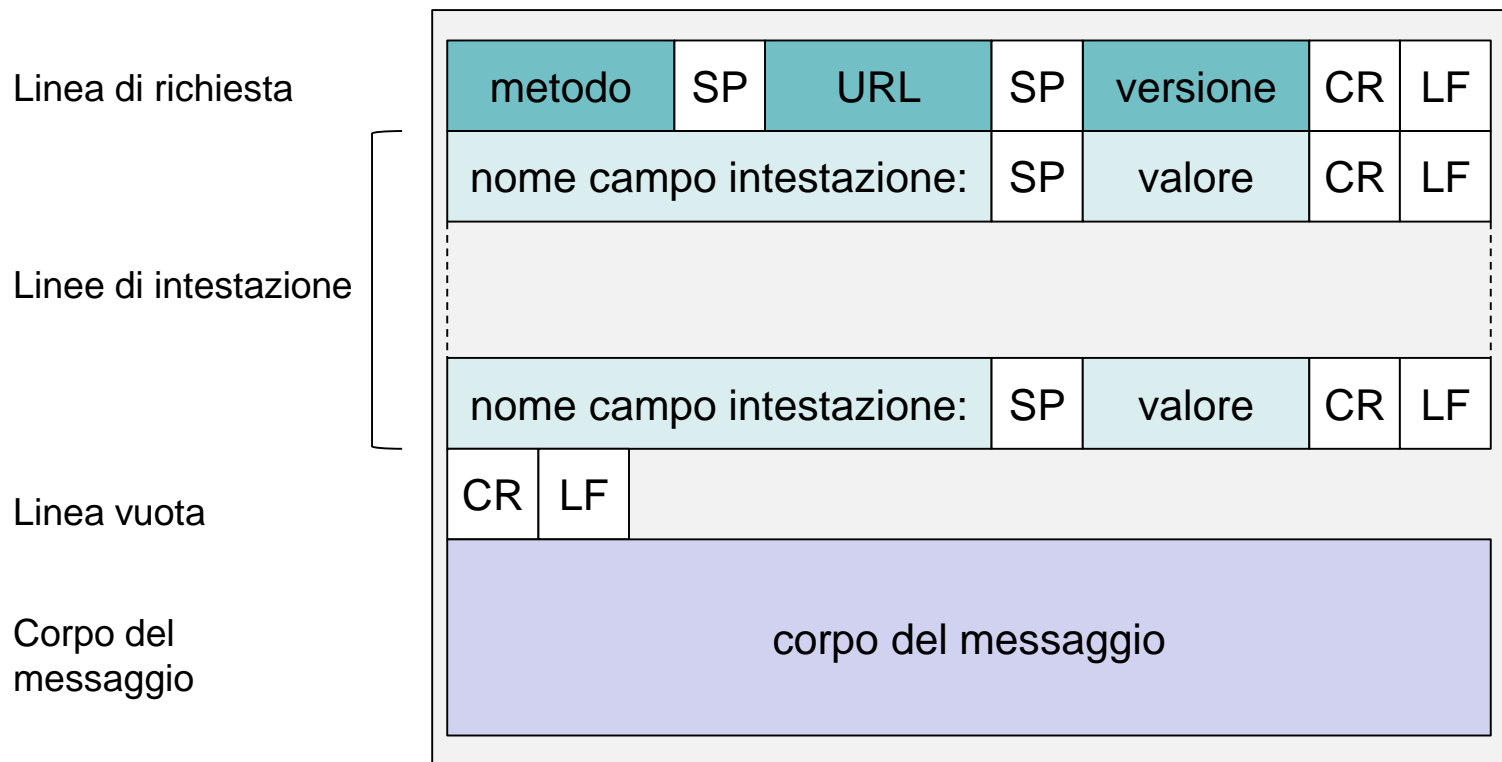 Linea di richiesta
metodo SP URL SP versione CR LF
nome campo intestazione: SP valore CR LF
Linee di intestazione
nome campo intestazione: SP valore CR LF
Linea vuota
CR LF
Corpo del
messaggio
corpo del messaggio